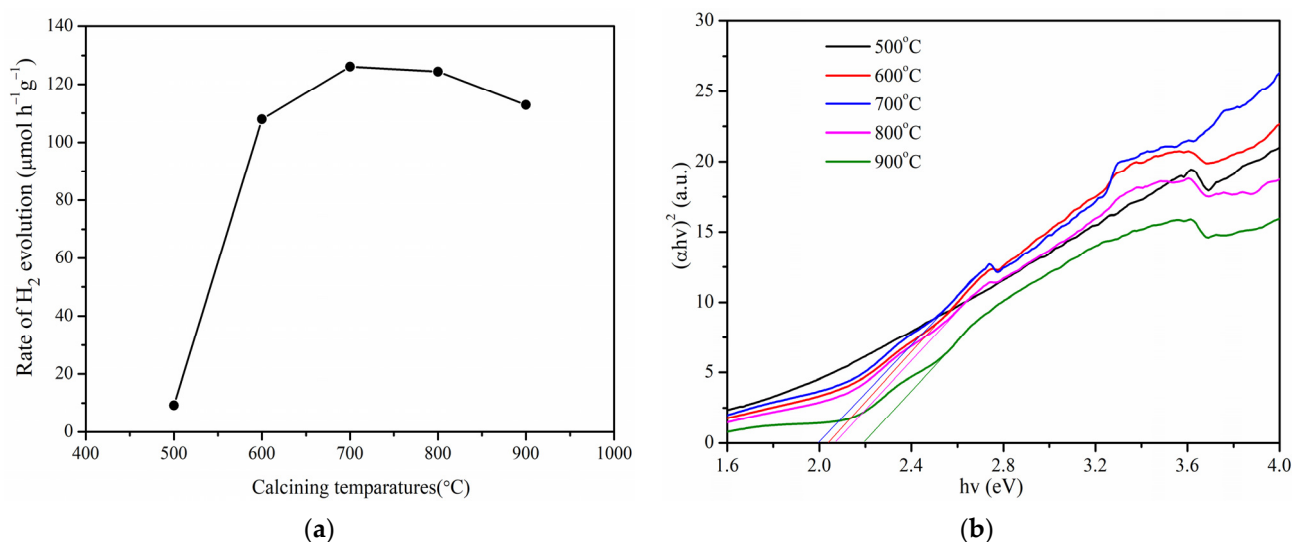 140
120
100
80
60
40
20
0
Rate of H₂ evolution (μmol h⁻¹g⁻¹)
400 500 600 700 800 900 1000
Calcining temparatures(°C)
(a)
30
25
20
15
10
5
0
(αhν)² (a.u.)
500°C
600°C
700°C
800°C
900°C
1.6 2.0 2.4 2.8 3.2 3.6 4.0
hν (eV)
(b)